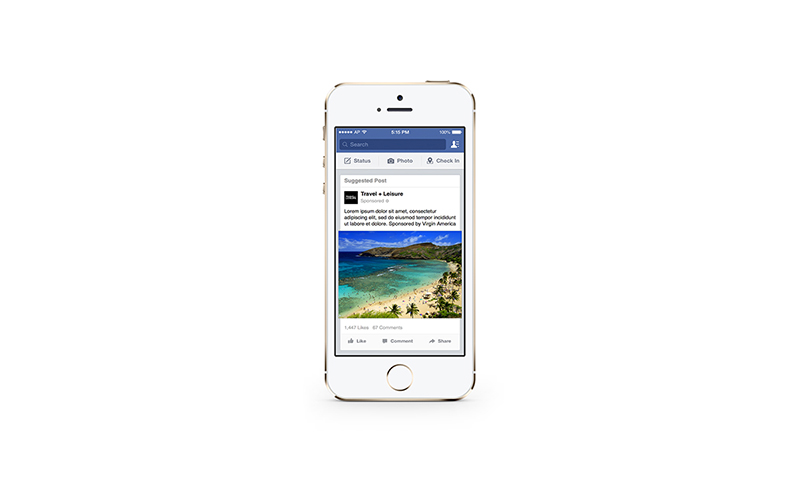 AP 5:15 PM 100%
Search
Status Photo Check In
Suggested Post
Travel + Leisure
Sponsored
Lorem ipsum dolor sit amet, consectetur
adipiscing elit, sed do eiusmod tempor incididunt
ut labore et dolore. Sponsored by Virgin America
1,447 Likes 67 Comments
Like Comment Share